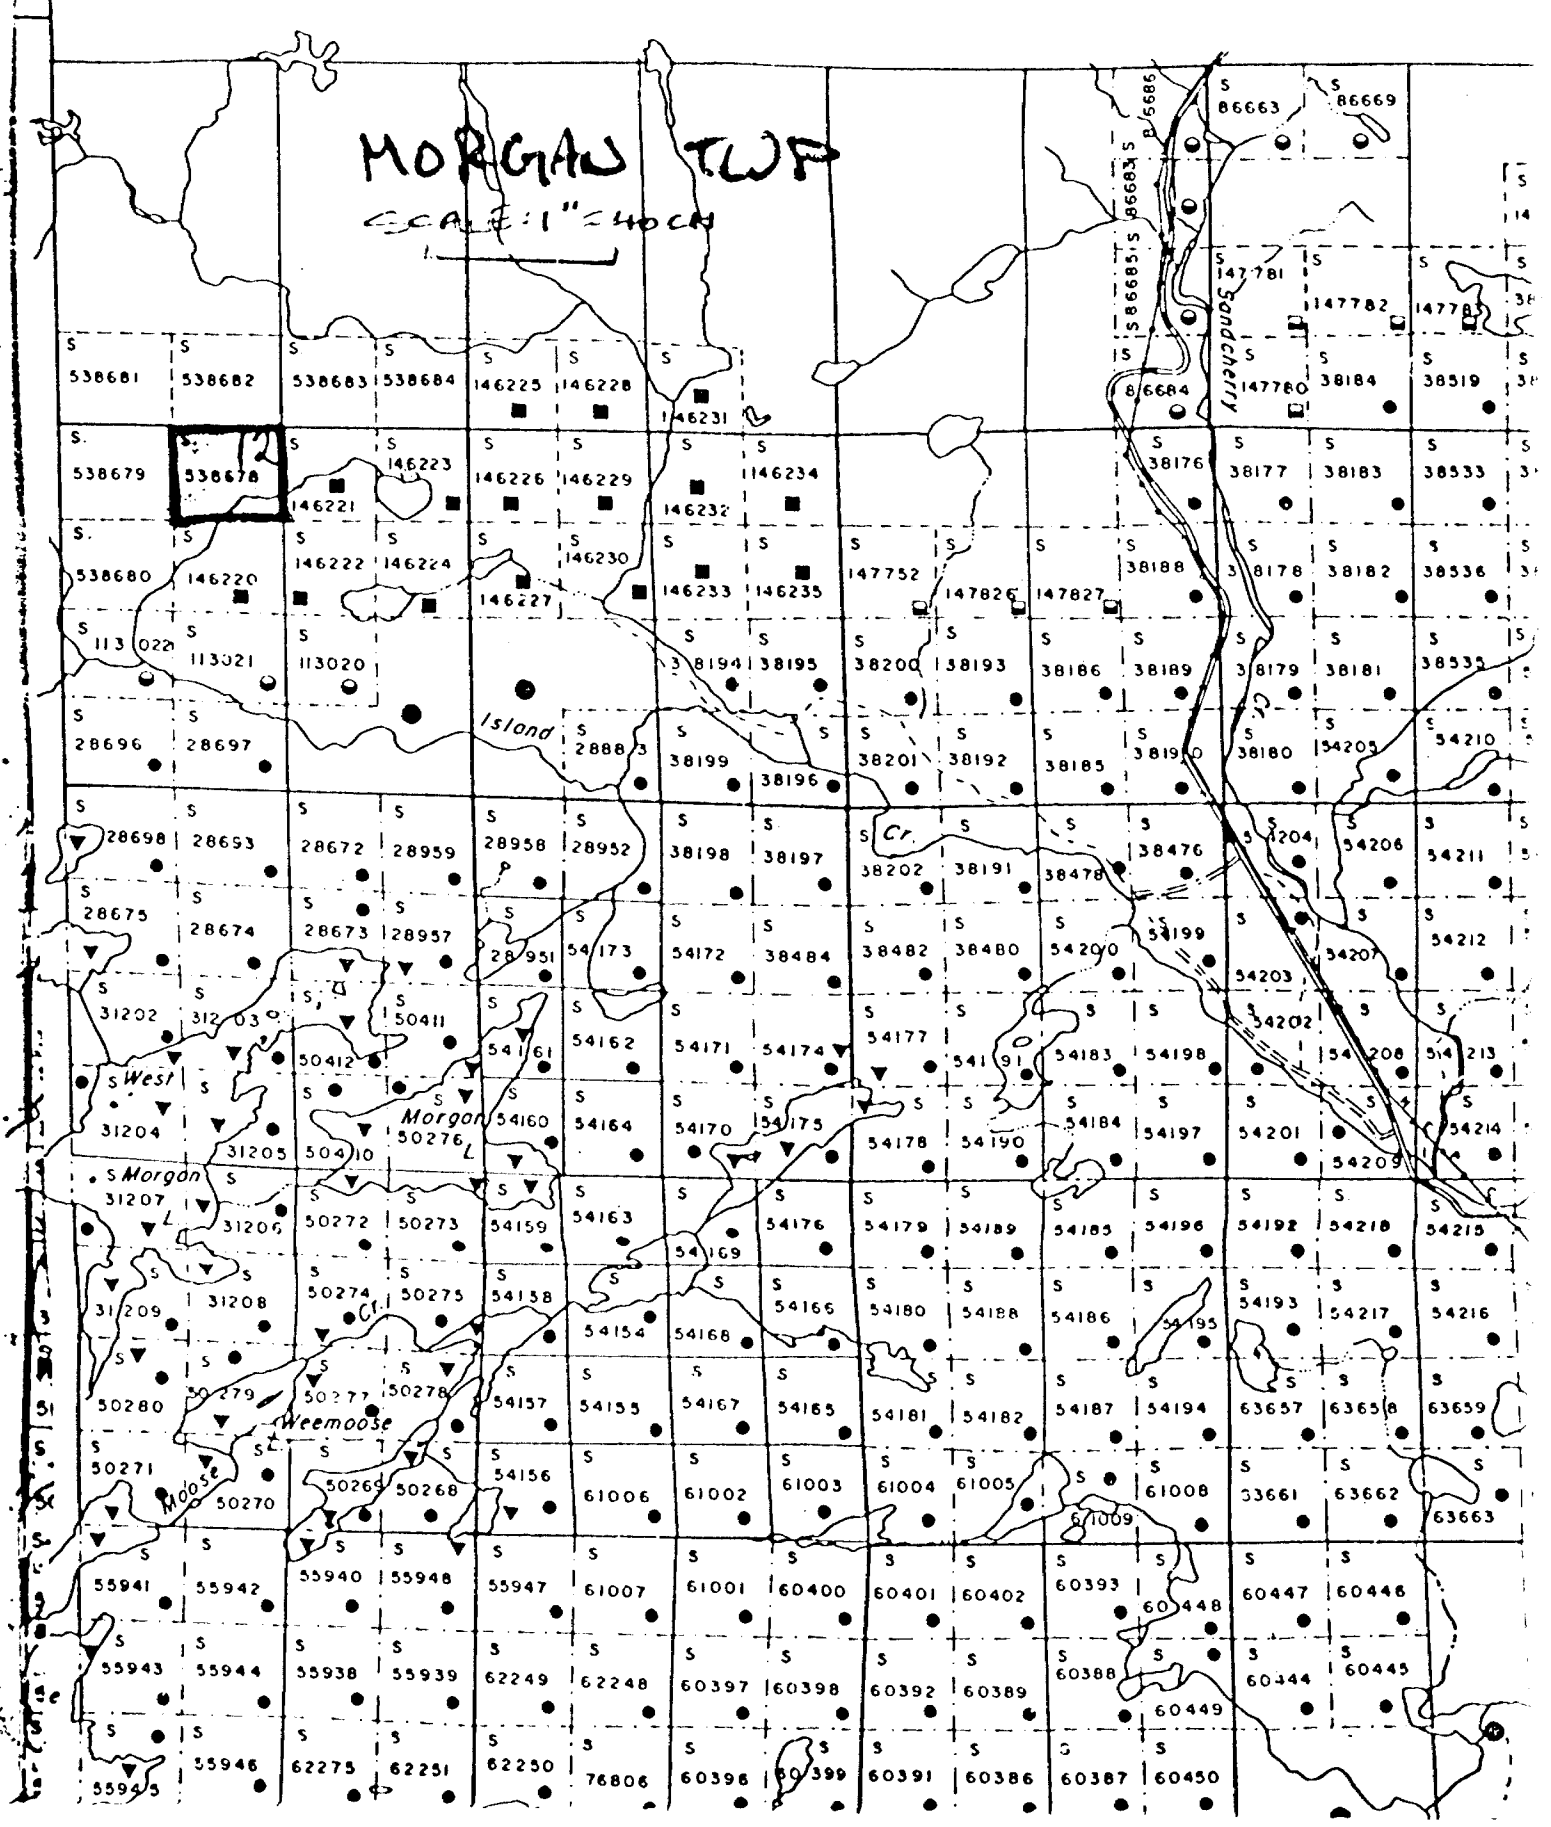 MORGAN TWP
SCALE: 1" = 40 CH
S 86686 S 86663 S 86669
S 86683
S 86685 S 147781 S 147782 S 147783
Sandcherry
S 538681 S 538682 S 538683 S 538684 S 146225 S 146228 S 146231 S 86684 S 147780 S 38184 S 38519
S. 538679 S. 538678 12 S 146221 S 146223 S 146226 S 146229 S 146232 S 146234 S 38176 S 38177 S 38183 S 38533
S. 538680 S 146220 S 146222 S 146224 S 146227 S 146230 S 146233 S 146235 S 147752 S 147826 S 147827 S 38188 S 38178 S 38182 S 38536
S 113022 S 113021 S 113020 S 38194 S 38195 S 38200 S 38193 S 38186 S 38189 S 38179 S 38181 S 38535
Cr.
S 28696 S 28697 Island S 28883 S 38199 S 38196 S 38201 S 38192 S 38185 S 38190 S 38180 S 54205 S 54210
S 28698 S 28693 S 28672 S 28959 S 28958 S 28952 S 38198 S 38197 S 38202 Cr. S 38191 S 38478 S 38476 S 54204 S 54206 S 54211
S 28675 S 28674 S 28673 S 28957 S 28951 S 54173 S 54172 S 38484 S 38482 S 38480 S 54200 S 54199 S 54203 S 54207 S 54212
S 31202 S 31203 S 50412 S 50411 S 54161 S 54162 S 54171 S 54174 S 54177 S 54191 S 54183 S 54198 S 54202 S 54208 S 54213
S West 31204 S 31205 S 50410 S Morgan L 50276 S 54160 S 54164 S 54170 S 54175 S 54178 S 54190 S 54184 S 54197 S 54201 S 54209 S 54214
S Morgan L 31207 S 31206 S 50272 S 50273 S 54159 S 54163 S 54169 S 54176 S 54179 S 54189 S 54185 S 54196 S 54192 S 54218 S 54215
S 31209 S 31208 S 50274 Cr. S 50275 S 54158 S 54154 S 54168 S 54166 S 54180 S 54188 S 54186 S 54195 S 54193 S 54217 S 54216
S 50280 S 50279 S 50277 S 50278 S 54157 S 54155 S 54167 S 54165 S 54181 S 54182 S 54187 S 54194 S 63657 S 63658 S 63659
Weemoose L
S 50271 Moose S 50270 S 50269 S 50268 S 54156 S 61006 S 61002 S 61003 S 61004 S 61005 S 61009 S 61008 S 63661 S 63662 S 63663
S 55941 S 55942 S 55940 S 55948 S 55947 S 61007 S 61001 S 60400 S 60401 S 60402 S 60393 S 60448 S 60447 S 60446
S 55943 S 55944 S 55938 S 55939 S 62249 S 62248 S 60397 S 60398 S 60392 S 60389 S 60388 S 60449 S 60444 S 60445
S 55945 S 55946 S 62275 S 62251 S 62250 S 76806 S 60396 S 60399 S 60391 S 60386 S 60387 S 60450